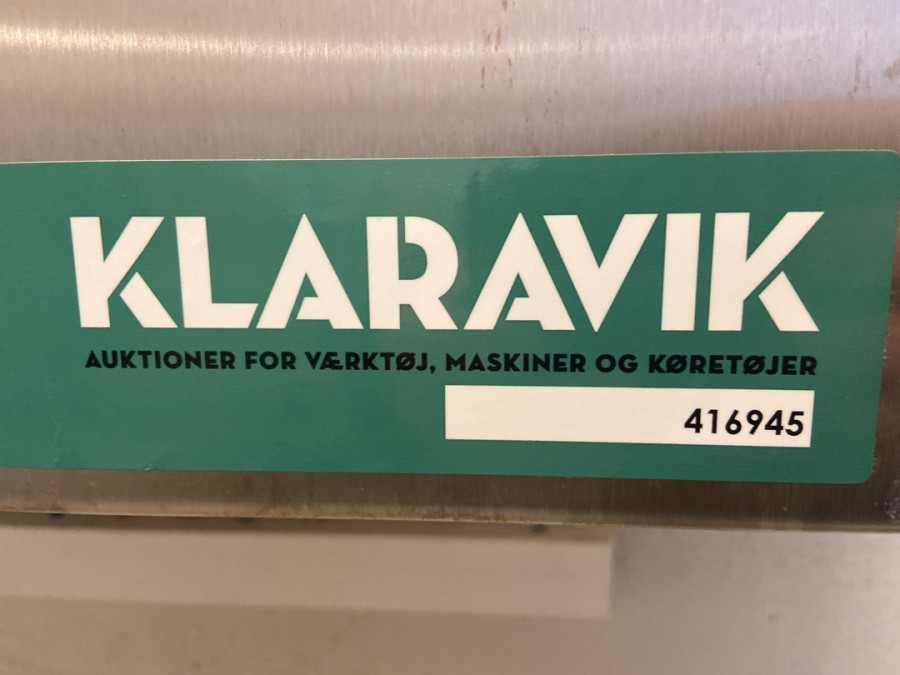 KLARAVIK
AUKTIONER FOR VÆRKTØJ, MASKINER OG KØRETØJER
416945